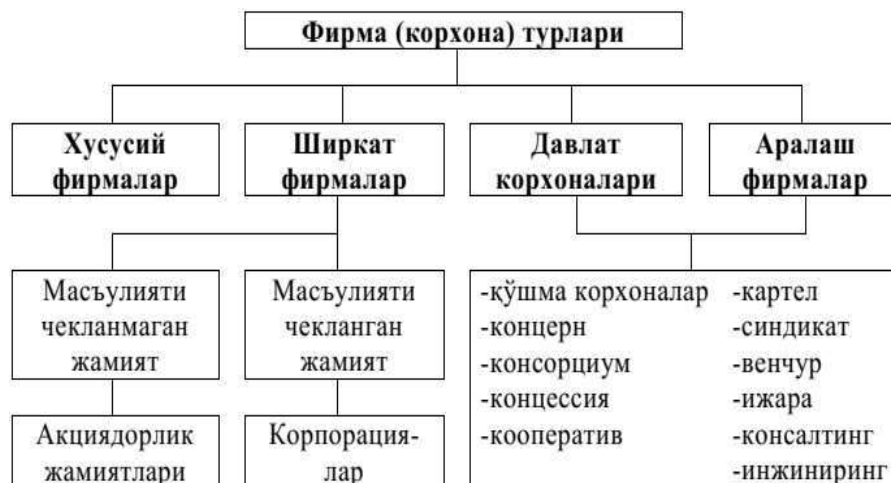 Фирма (корхона) турлари
Хусусий
фирмалар
Ширкат
фирмалар
Давлат
корхоналари
Аралаш
фирмалар
Масъулияти
чекланмаган
жамият
Масъулияти
чекланган
жамият
-қўшма корхоналар
-концерн
-консорциум
-концессия
-кооператив
-картел
-синдикат
-венчур
-ижара
-консалтинг
-инжиниринг
Акциядорлик
жамиятлари
Корпорация-
лар